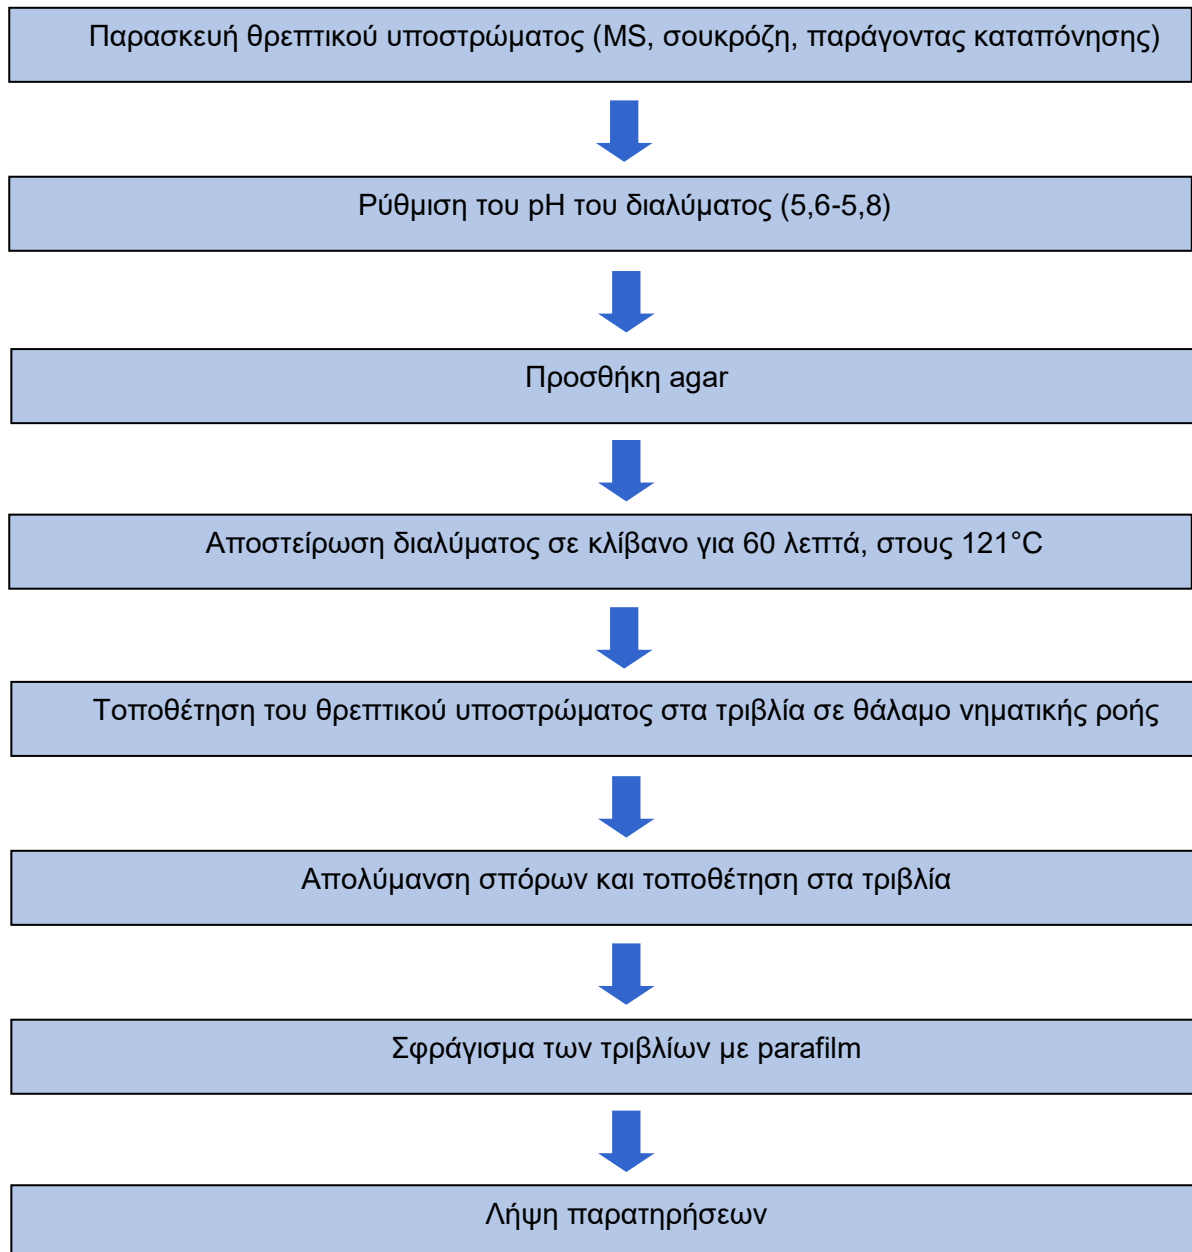 Παρασκευή θρεπτικού υποστρώματος (MS, σουκρόζη, παράγοντας καταπόνησης)
Ρύθμιση του pH του διαλύματος (5,6-5,8)
Προσθήκη agar
Αποστείρωση διαλύματος σε κλίβανο για 60 λεπτά, στους 121°C
Τοποθέτηση του θρεπτικού υποστρώματος στα τριβλία σε θάλαμο νηματικής ροής
Απολύμανση σπόρων και τοποθέτηση στα τριβλία
Σφράγισμα των τριβλίων με parafilm
Λήψη παρατηρήσεων